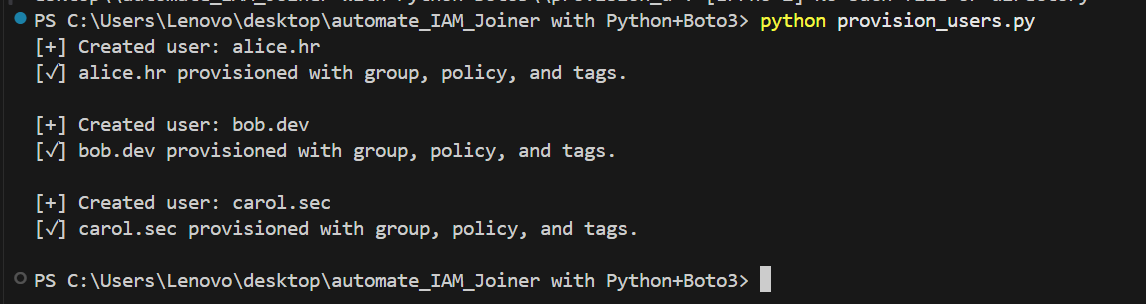 PS C:\Users\Lenovo\desktop\automate_IAM_Joiner with Python+Boto3> python provision_users.py
[+] Created user: alice.hr
[√] alice.hr provisioned with group, policy, and tags.
[+] Created user: bob.dev
[√] bob.dev provisioned with group, policy, and tags.
[+] Created user: carol.sec
[√] carol.sec provisioned with group, policy, and tags.
PS C:\Users\Lenovo\desktop\automate_IAM_Joiner with Python+Boto3>